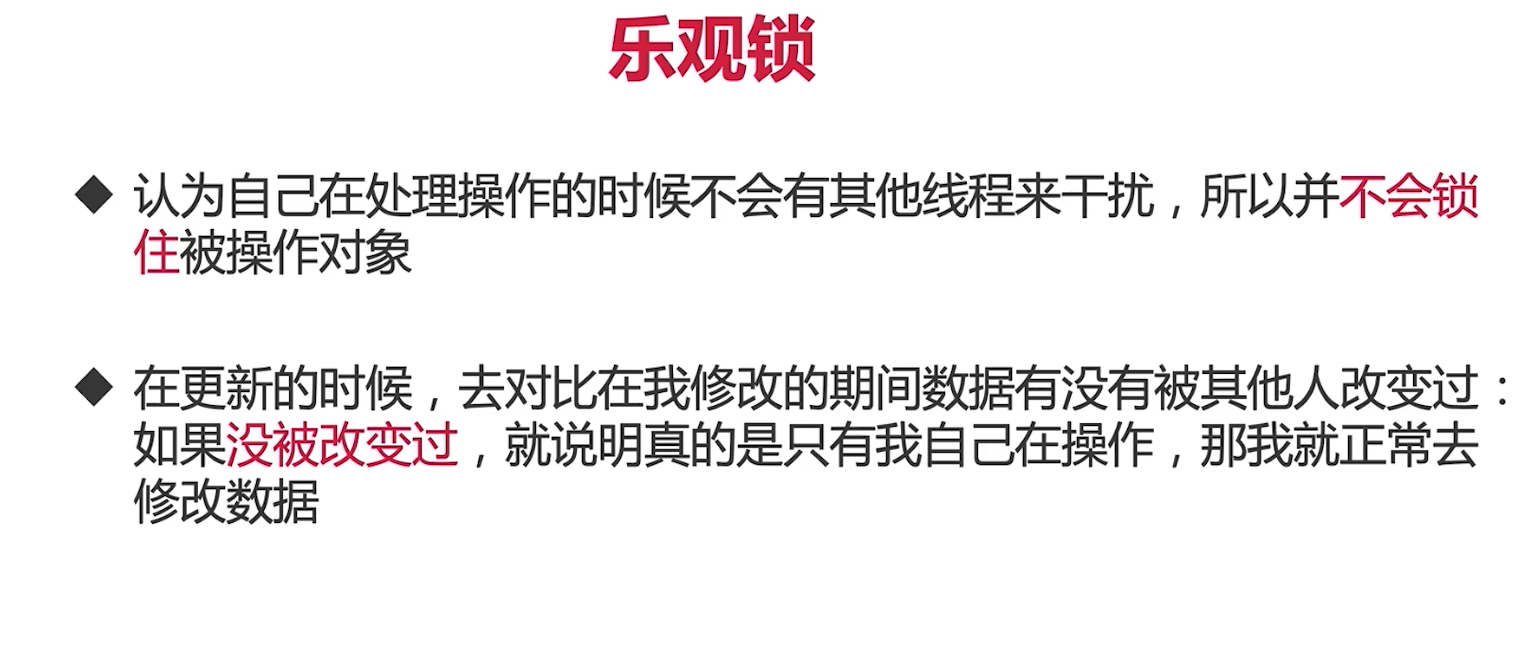 乐观锁
◆ 认为自己在处理操作的时候不会有其他线程来干扰，所以并不会锁
住被操作对象
◆ 在更新的时候，去对比在我修改的期间数据有没有被其他人改变过：
如果没被改变过，就说明真的是只有我自己在操作，那我就正常去
修改数据